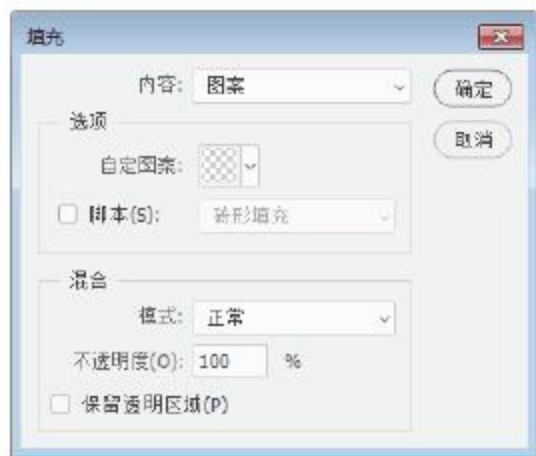 填充
内容: 图案
确定
选项
取消
自定图案:
脚本(S): 砖形填充
混合
模式: 正常
不透明度(O): 100 %
保留透明区域(P)